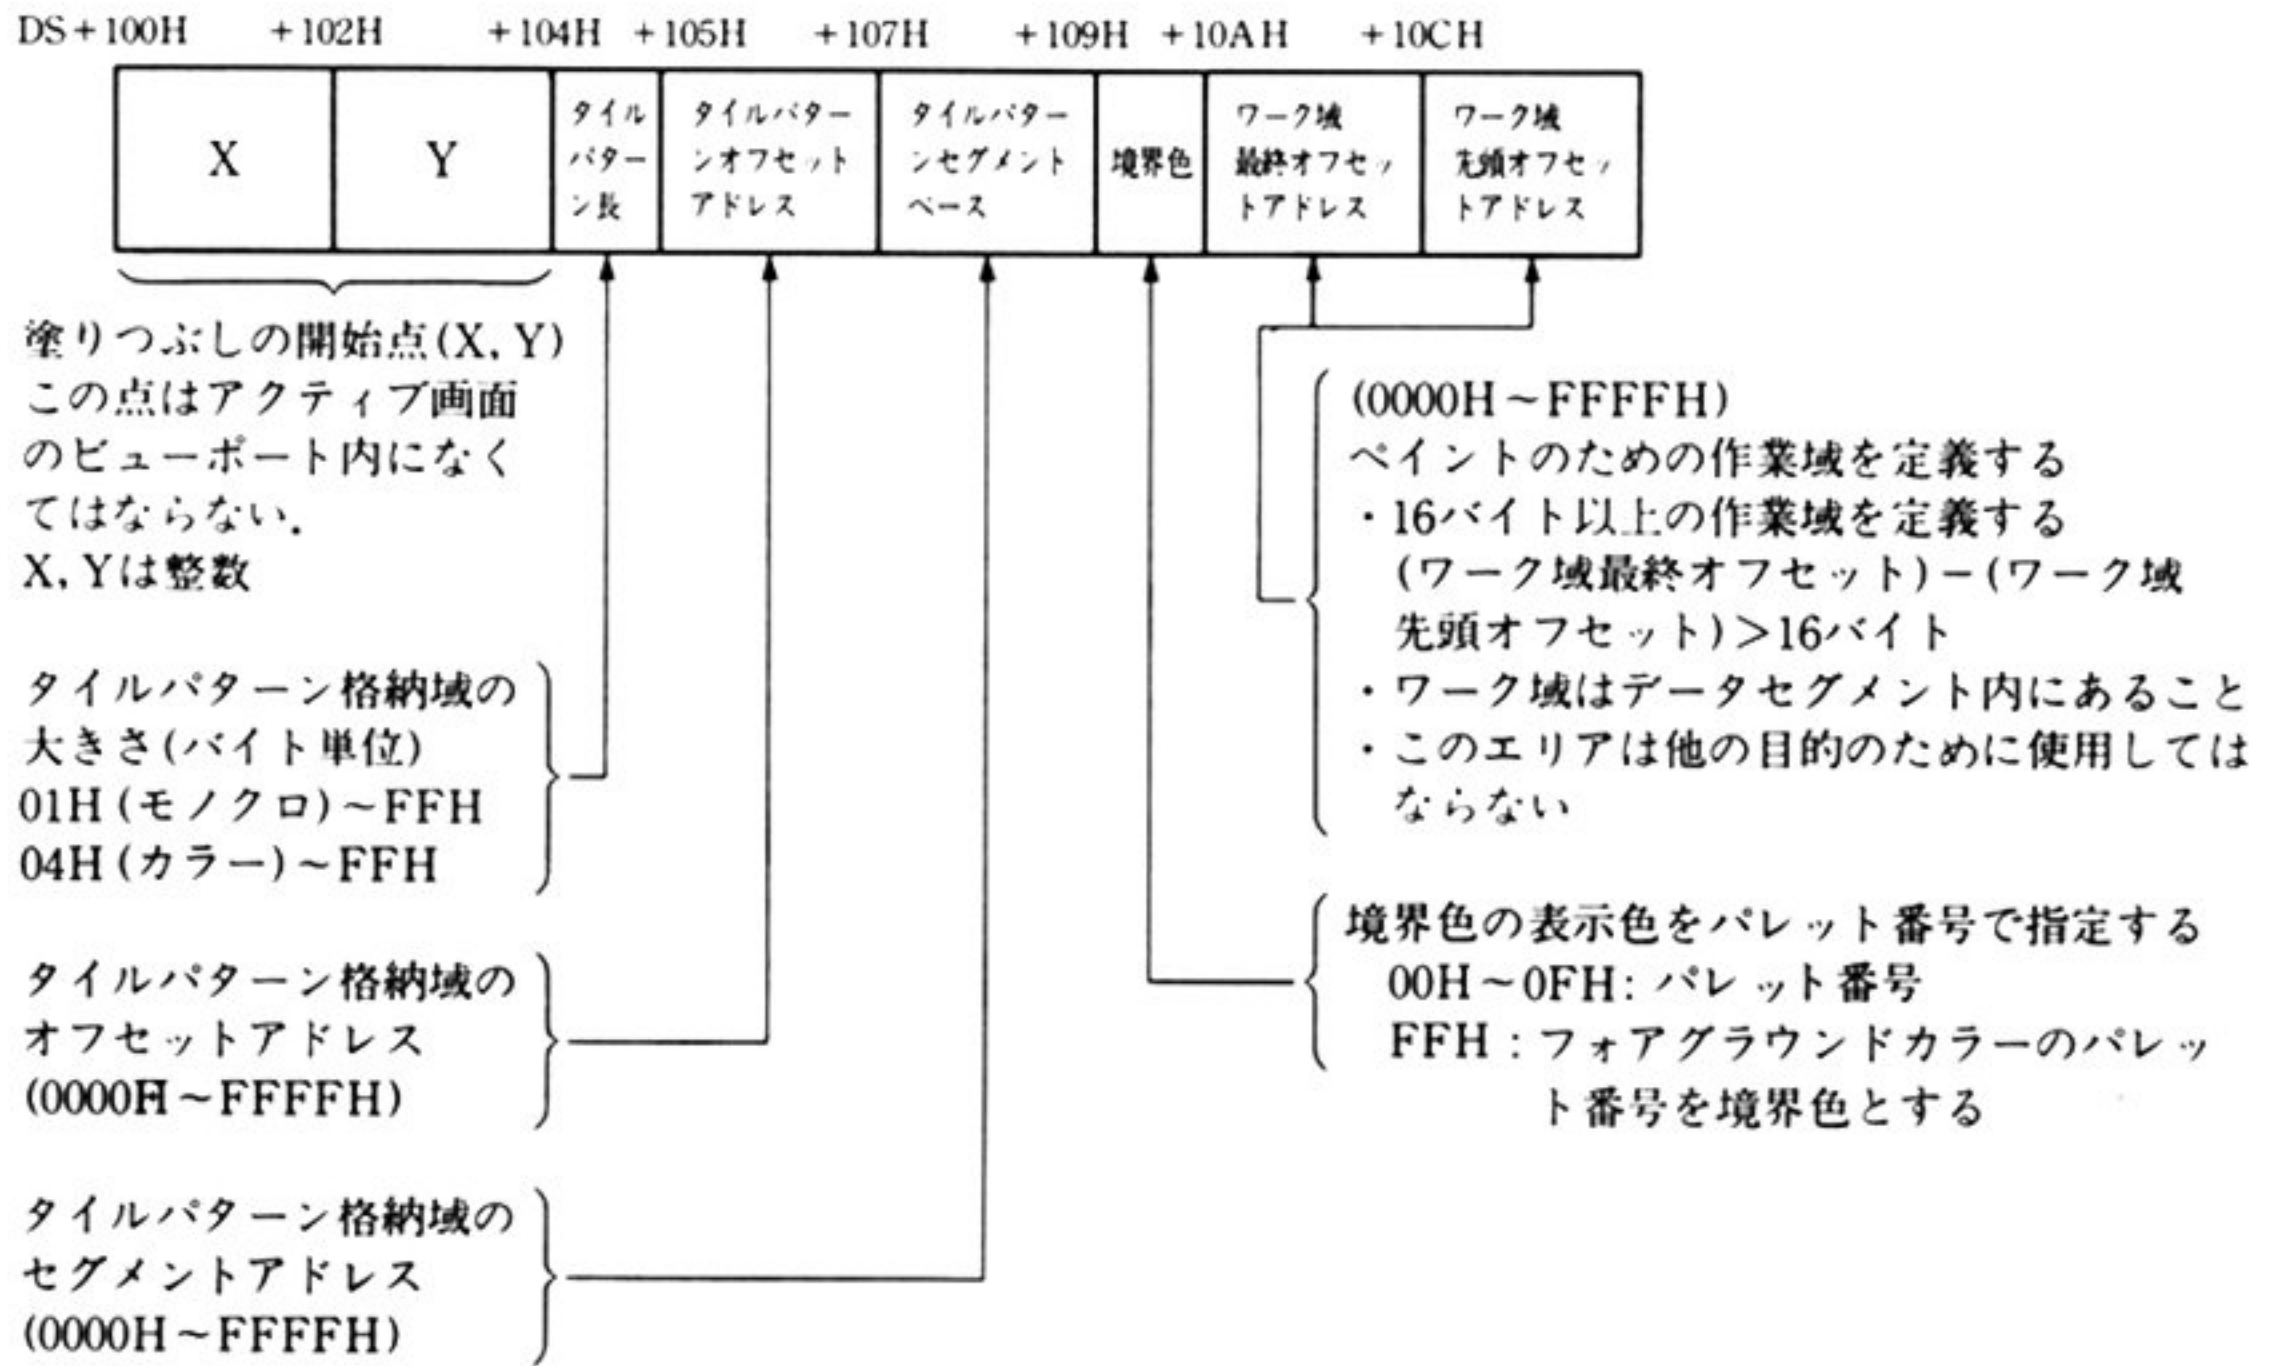 DS+100H +102H +104H +105H +107H +109H +10AH +10CH
X
Y
タイル
パター
ン長
タイルパター
ンオフセット
アドレス
タイルパター
ンセグメント
ベース
境界色
ワーク域
最終オフセッ
トアドレス
ワーク域
先頭オフセッ
トアドレス
塗りつぶしの開始点(X, Y)
この点はアクティブ画面
のビューポート内になく
てはならない.
X, Yは整数
タイルパターン格納域の
大きさ(バイト単位)
01H(モノクロ)~FFH
04H(カラー)~FFH
タイルパターン格納域の
オフセットアドレス
(0000H~FFFFH)
タイルパターン格納域の
セグメントアドレス
(0000H~FFFFH)
(0000H~FFFFH)
ペイントのための作業域を定義する
・16バイト以上の作業域を定義する
(ワーク域最終オフセット)-(ワーク域
先頭オフセット)>16バイト
・ワーク域はデータセグメント内にあること
・このエリアは他の目的のために使用しては
ならない
境界色の表示色をパレット番号で指定する
00H~0FH: パレット番号
FFH:フォアグラウンドカラーのパレッ
ト番号を境界色とする